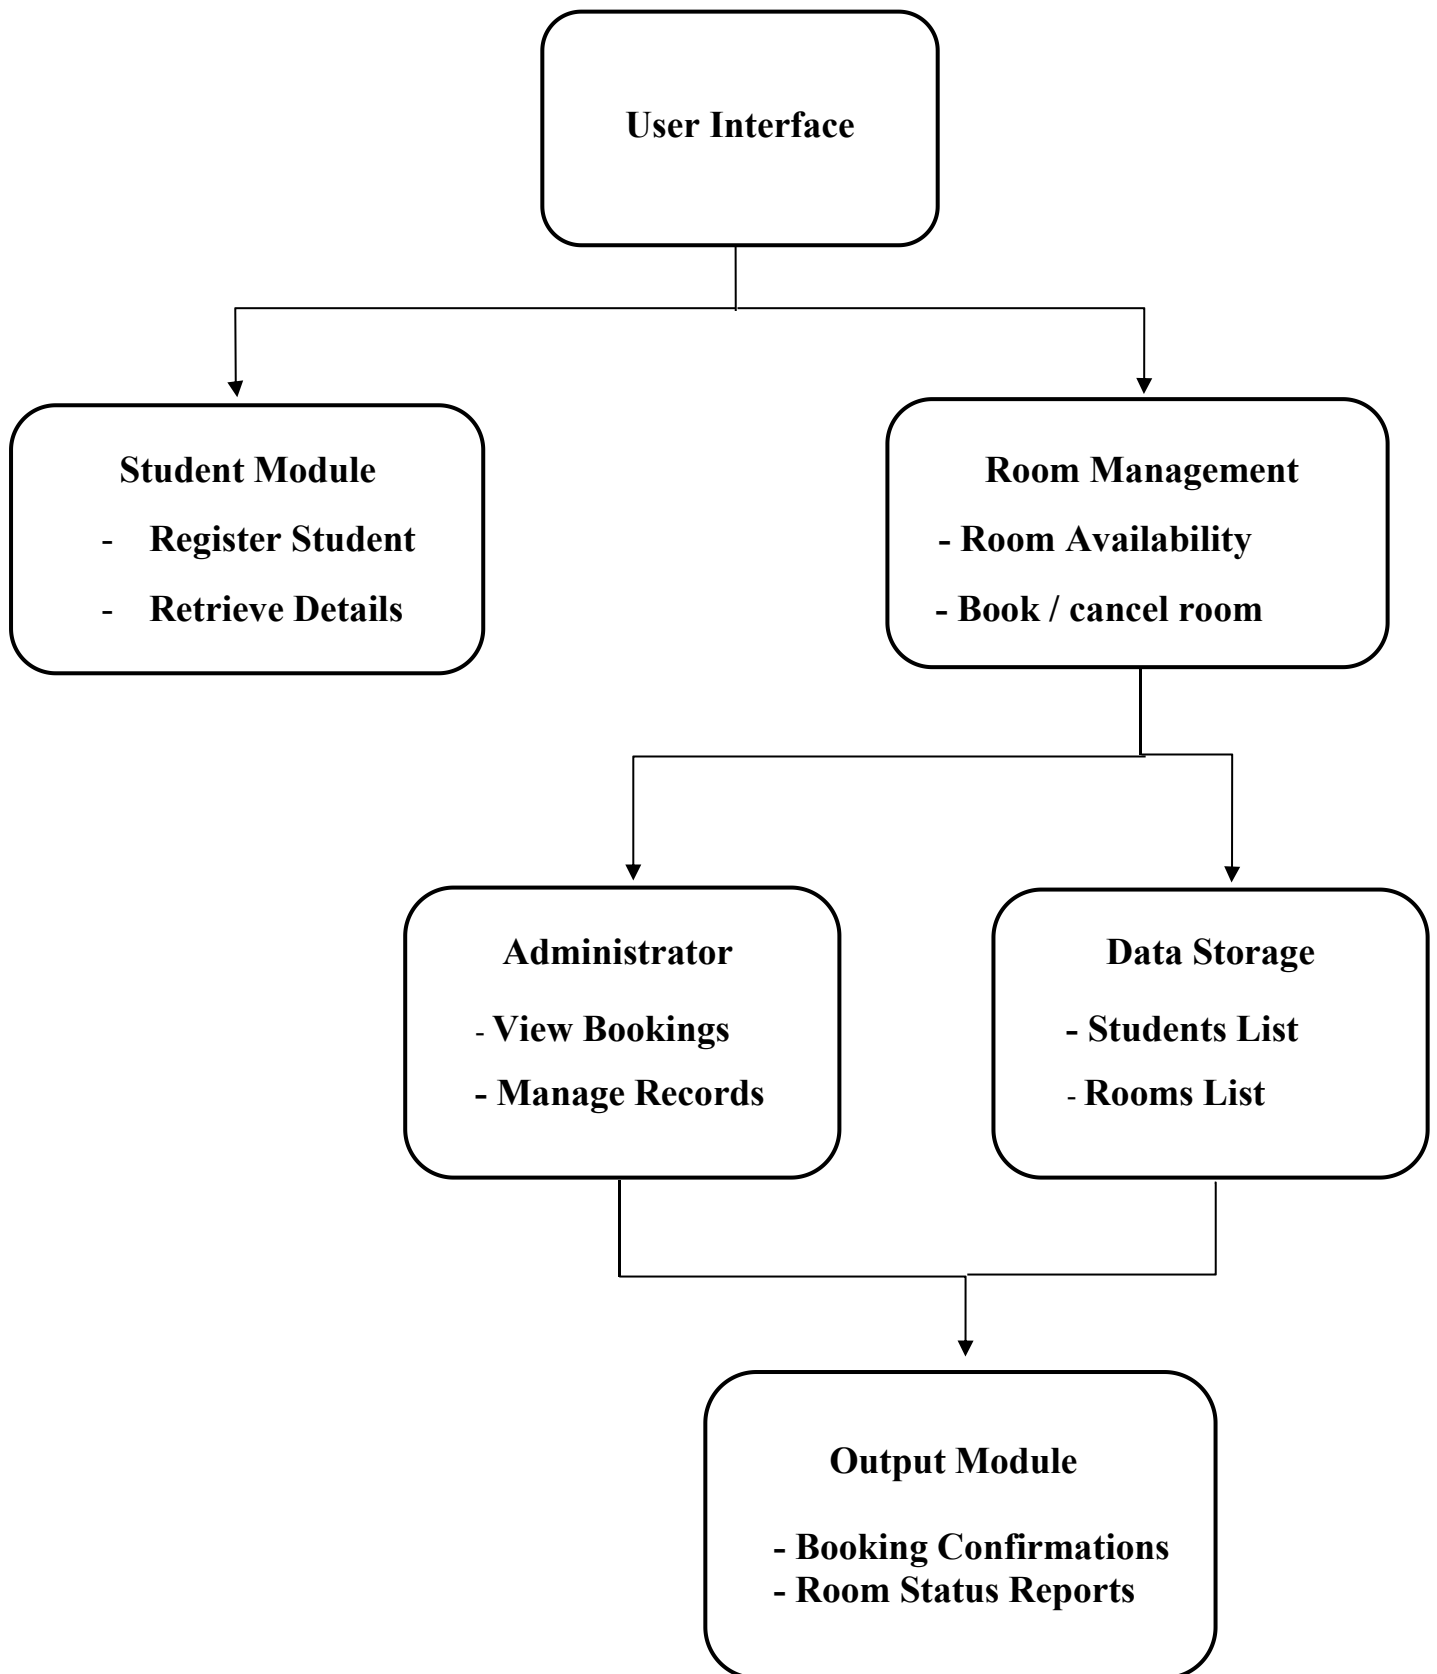 User Interface
Student Module
- Register Student
- Retrieve Details
Room Management
- Room Availability
- Book / cancel room
Administrator
- View Bookings
- Manage Records
Data Storage
- Students List
- Rooms List
Output Module
- Booking Confirmations
- Room Status Reports